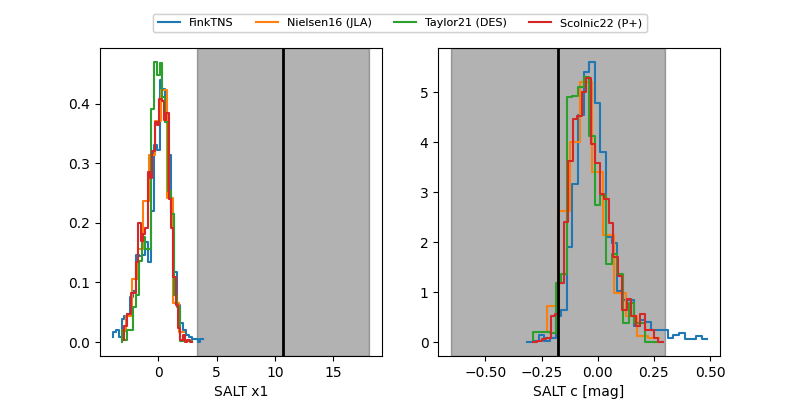 FinkTNS Nielsen16 (JLA) Taylor21 (DES) Scolnic22 (P+)
0.4
0.3
0.2
0.1
0.0
0 5 10 15
SALT x1
5
4
3
2
1
0
−0.50 −0.25 0.00 0.25 0.50
SALT c [mag]